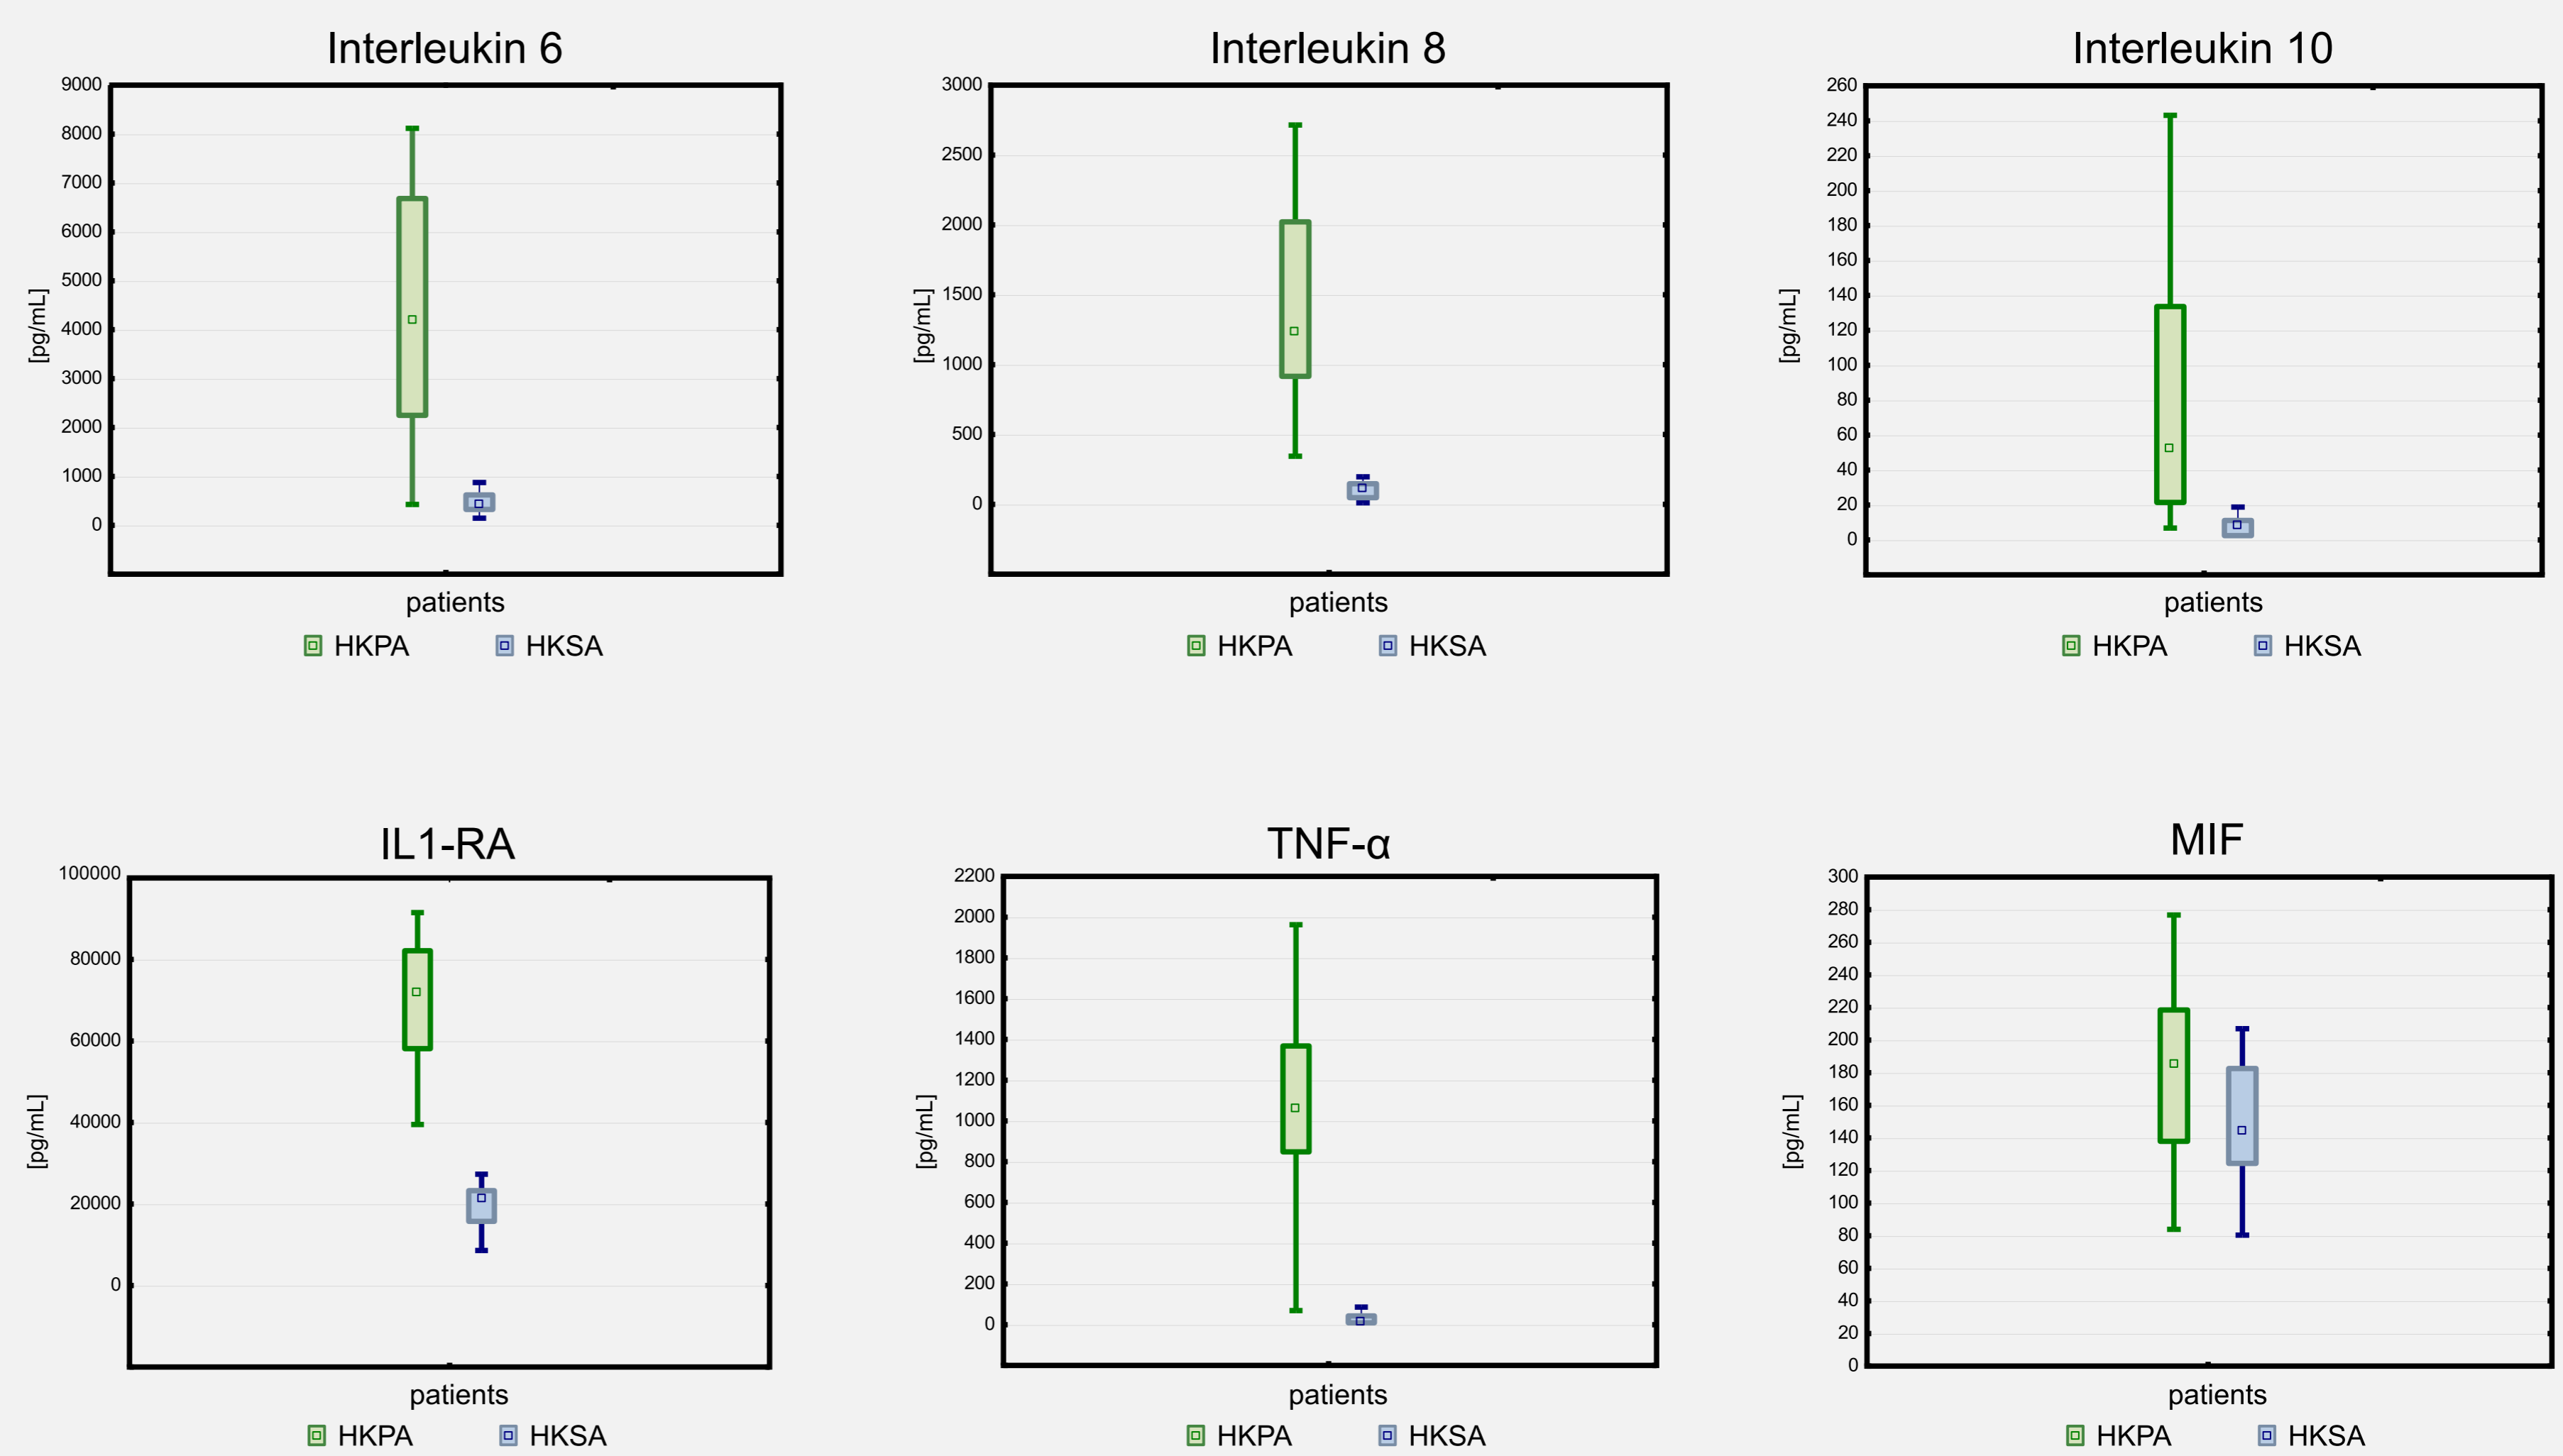 Interleukin 6
9000
8000
7000
6000
5000
4000
3000
2000
1000
0
[pg/mL]
patients
HKPA HKSA
Interleukin 8
3000
2500
2000
1500
1000
500
0
[pg/mL]
patients
HKPA HKSA
Interleukin 10
260
240
220
200
180
160
140
120
100
80
60
40
20
0
[pg/mL]
patients
HKPA HKSA
IL1-RA
100000
80000
60000
40000
20000
0
[pg/mL]
patients
HKPA HKSA
TNF-α
2200
2000
1800
1600
1400
1200
1000
800
600
400
200
0
[pg/mL]
patients
HKPA HKSA
MIF
300
280
260
240
220
200
180
160
140
120
100
80
60
40
20
0
[pg/mL]
patients
HKPA HKSA